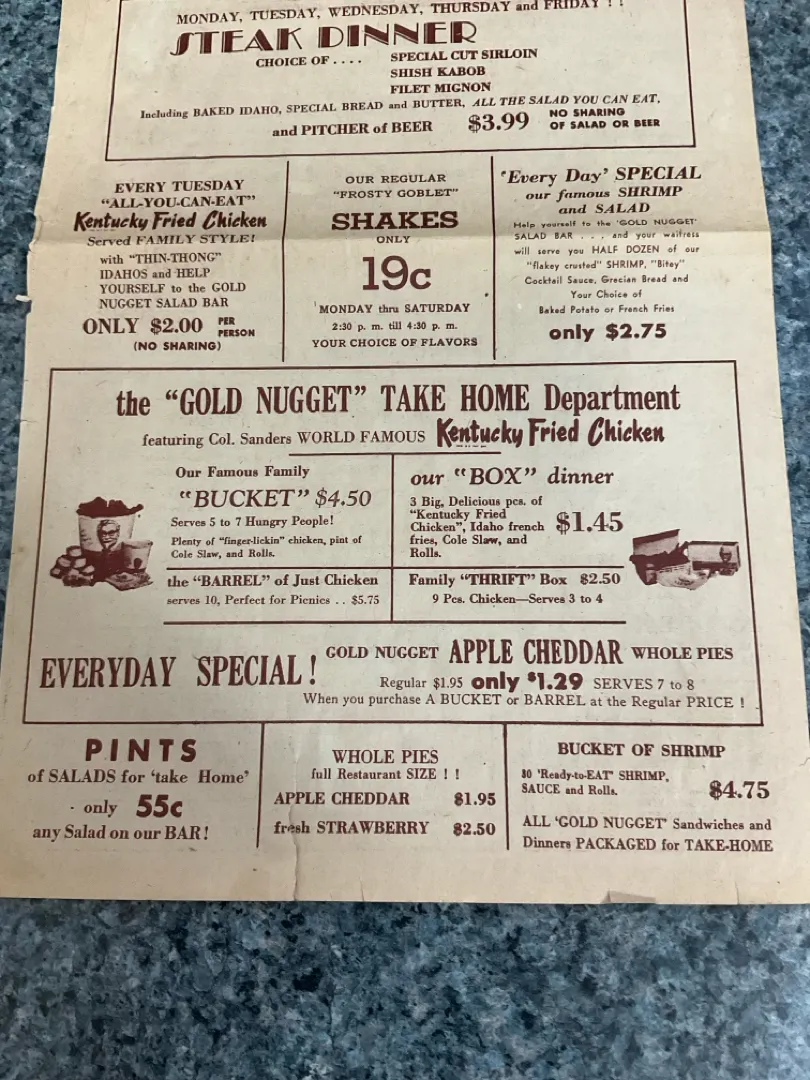 MONDAY, TUESDAY, WEDNESDAY, THURSDAY and FRIDAY ! !
STEAK DINNER
CHOICE OF . . . .
SPECIAL CUT SIRLOIN
SHISH KABOB
FILET MIGNON
Including BAKED IDAHO, SPECIAL BREAD and BUTTER, ALL THE SALAD YOU CAN EAT,
and PITCHER of BEER $3.99
NO SHARING
OF SALAD OR BEER
EVERY TUESDAY
"ALL-YOU-CAN-EAT"
Kentucky Fried Chicken
Served FAMILY STYLE!
with "THIN-THONG"
IDAHOS and HELP
YOURSELF to the GOLD
NUGGET SALAD BAR
ONLY $2.00 PER
PERSON
(NO SHARING)
OUR REGULAR
"FROSTY GOBLET"
SHAKES
ONLY
19c
MONDAY thru SATURDAY
2:30 p. m. till 4:30 p. m.
YOUR CHOICE OF FLAVORS
'Every Day' SPECIAL
our famous SHRIMP
and SALAD
Help yourself to the 'GOLD NUGGET'
SALAD BAR . . . and your waitress
will serve you HALF DOZEN of our
"flakey crusted" SHRIMP, "Bitey"
Cocktail Sauce, Grecian Bread and
Your Choice of
Baked Potato or French Fries
only $2.75
the "GOLD NUGGET" TAKE HOME Department
featuring Col. Sanders WORLD FAMOUS Kentucky Fried Chicken
Our Famous Family
"BUCKET" $4.50
Serves 5 to 7 Hungry People!
Plenty of "finger-lickin" chicken, pint of
Cole Slaw, and Rolls.
the "BARREL" of Just Chicken
serves 10, Perfect for Picnics . . $5.75
our "BOX" dinner
3 Big, Delicious pcs. of
"Kentucky Fried
Chicken", Idaho french
fries, Cole Slaw, and
Rolls.
$1.45
Family "THRIFT" Box $2.50
9 Pcs. Chicken—Serves 3 to 4
EVERYDAY SPECIAL!
GOLD NUGGET APPLE CHEDDAR WHOLE PIES
Regular $1.95 only $1.29 SERVES 7 to 8
When you purchase A BUCKET or BARREL at the Regular PRICE !
PINTS
of SALADS for 'take Home'
only 55c
any Salad on our BAR!
WHOLE PIES
full Restaurant SIZE ! !
APPLE CHEDDAR $1.95
fresh STRAWBERRY $2.50
BUCKET OF SHRIMP
30 'Ready-to-EAT' SHRIMP,
SAUCE and Rolls.
$4.75
ALL 'GOLD NUGGET' Sandwiches and
Dinners PACKAGED for TAKE-HOME